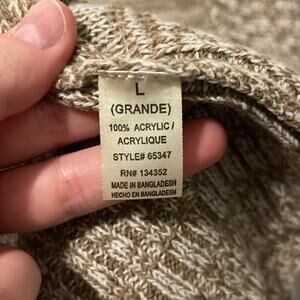 L
(GRANDE)
100% ACRYLIC /
ACRYLIQUE
STYLE# 65347
RN# 134352
MADE IN BANGLADESH
HECHO EN BANGLADESH